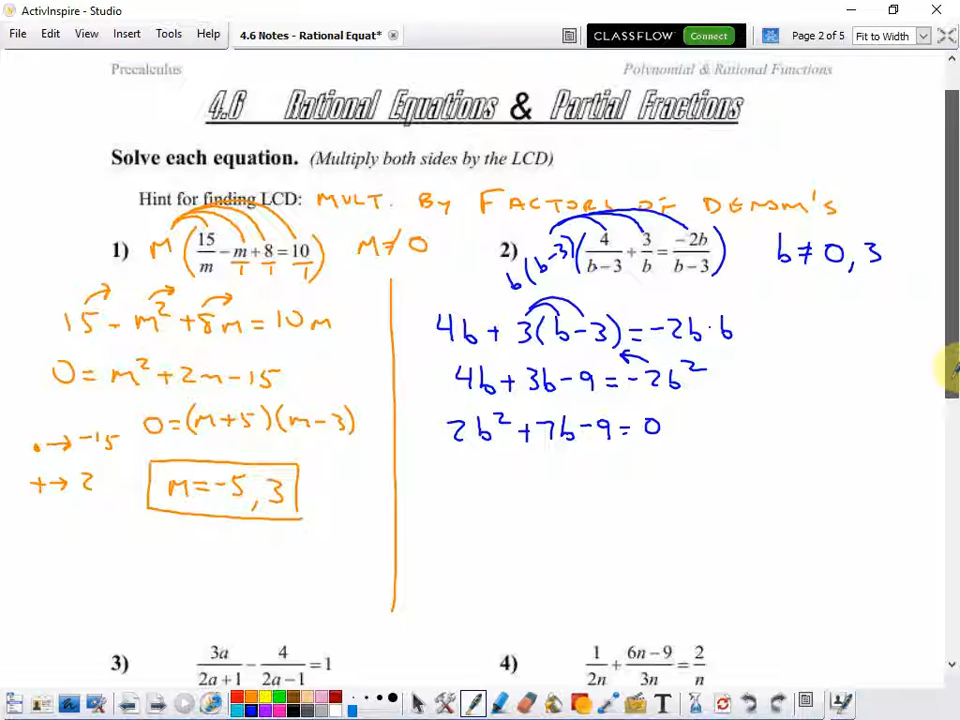 ActivInspire - Studio
File Edit View Insert Tools Help 4.6 Notes - Rational Equat* CLASSFLOW Connect Page 2 of 5 Fit to Width
Precalculus Polynomial & Rational Functions
4.6 Rational Equations & Partial Fractions
Solve each equation. (Multiply both sides by the LCD)
Hint for finding LCD: MULT. BY FACTORS OF DENOM'S
1) m(15/m - m/1 + 8/1 = 10/1) m≠0
15 - m² + 8m = 10m
0 = m² + 2m - 15
0 = (m+5)(m-3)
· → -15
+ → 2
m = -5, 3
2) b(b-3)(4/(b-3) + 3/b = -2b/(b-3)) b≠0, 3
4b + 3(b-3) = -2b·b
4b + 3b - 9 = -2b²
2b² + 7b - 9 = 0
3) 3a/(2a+1) - 4/(2a-1) = 1
4) 1/2n + (6n-9)/3n = 2/n